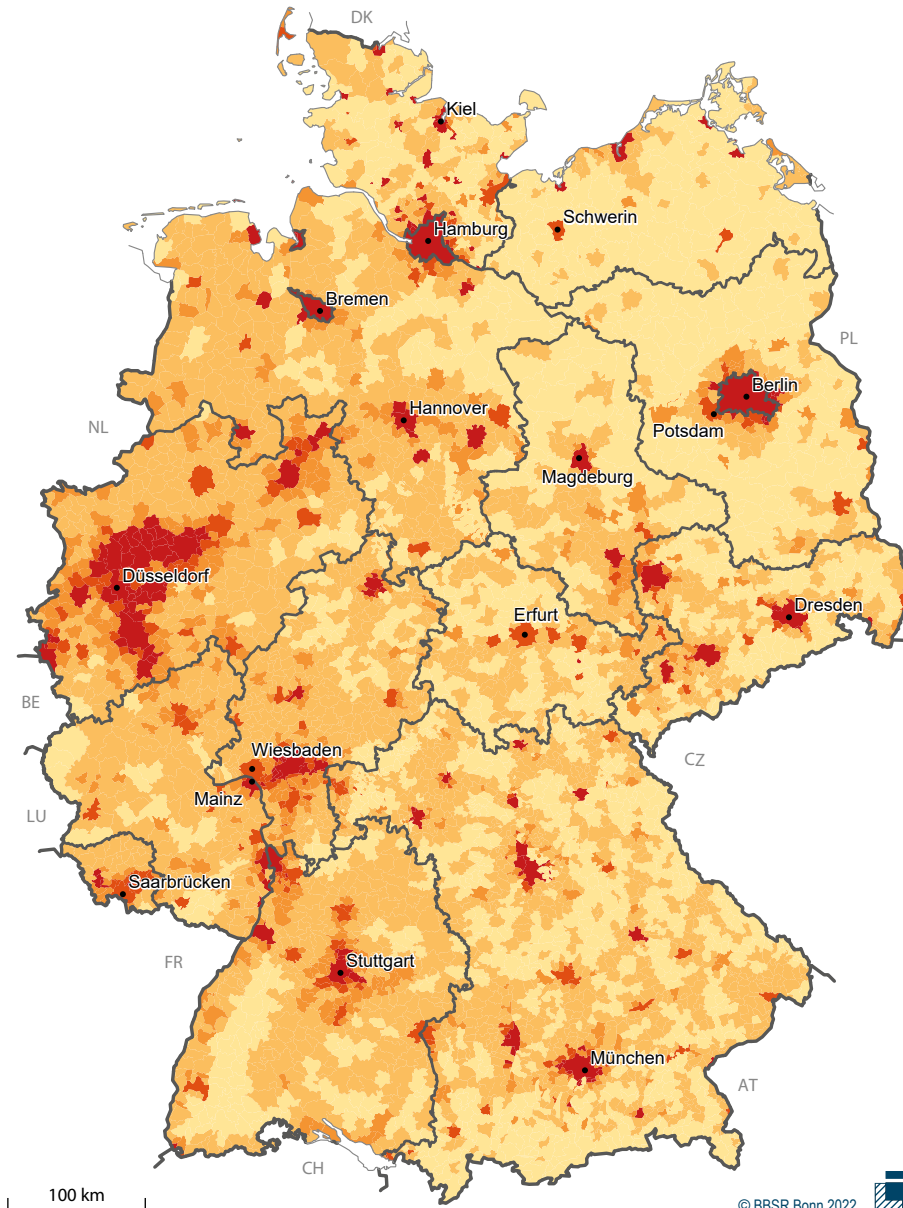 DK
Kiel
Schwerin
Hamburg
Bremen
PL
Berlin
Hannover
Potsdam
NL
Magdeburg
Düsseldorf
Dresden
Erfurt
BE
Wiesbaden
CZ
Mainz
LU
Saarbrücken
FR
Stuttgart
München
AT
CH
100 km
© BBSR Bonn 2022